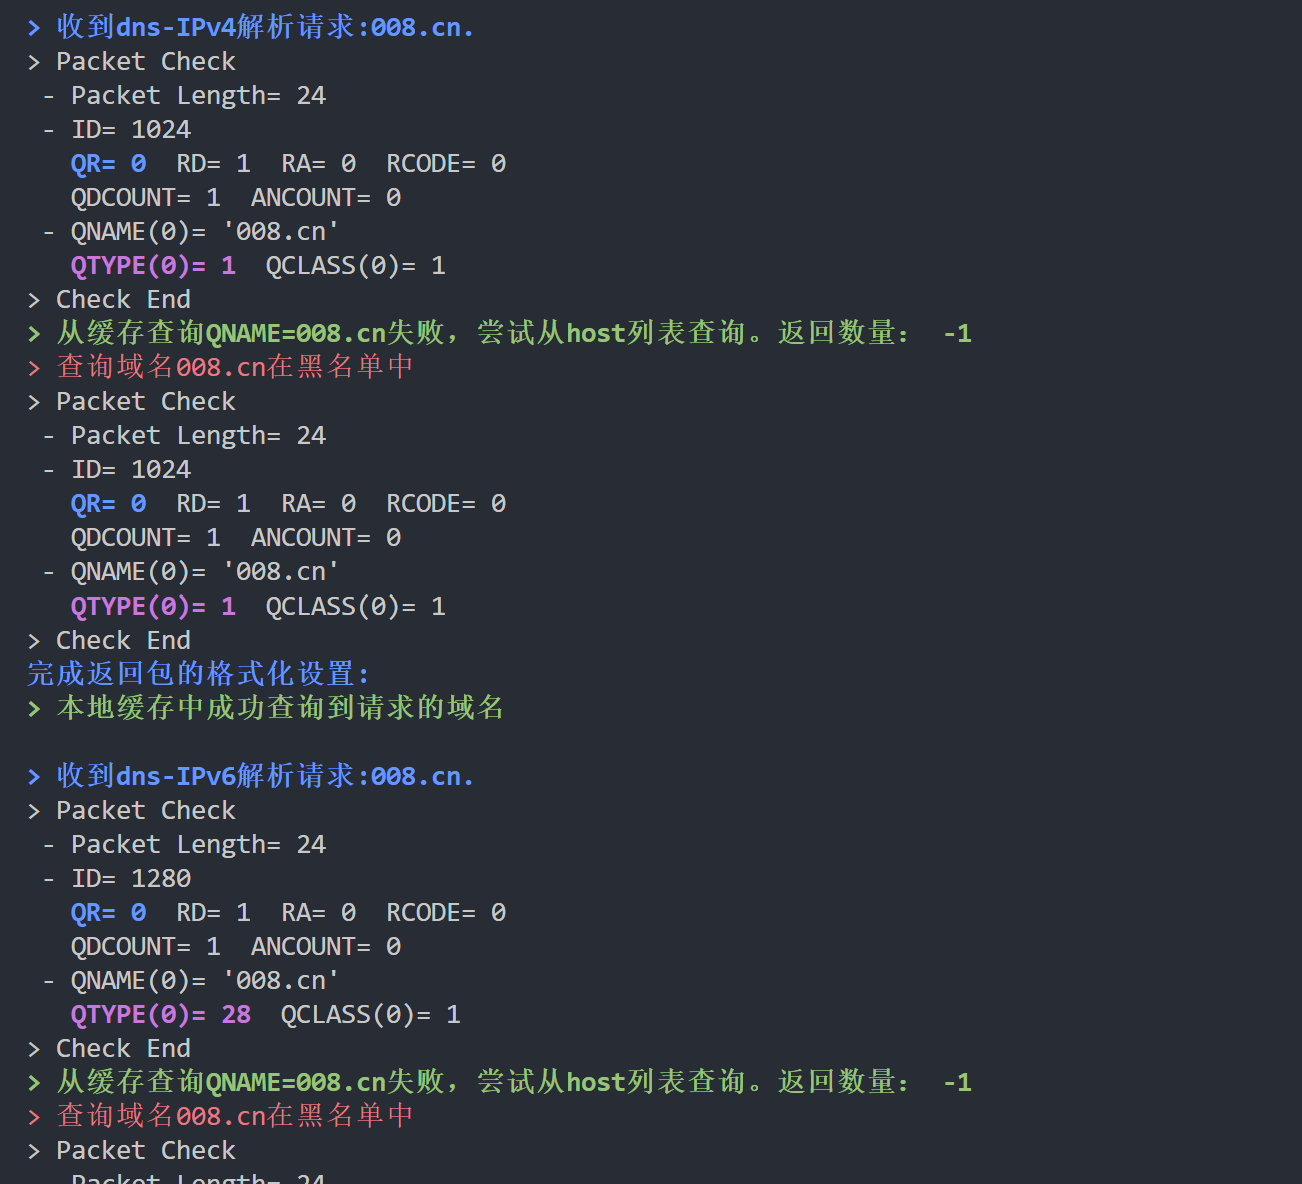 > 收到dns-IPv4解析请求:008.cn.
> Packet Check
- Packet Length= 24
- ID= 1024
QR= 0 RD= 1 RA= 0 RCODE= 0
QDCOUNT= 1 ANCOUNT= 0
- QNAME(0)= '008.cn'
QTYPE(0)= 1 QCLASS(0)= 1
> Check End
> 从缓存查询QNAME=008.cn失败，尝试从host列表查询。返回数量： -1
> 查询域名008.cn在黑名单中
> Packet Check
- Packet Length= 24
- ID= 1024
QR= 0 RD= 1 RA= 0 RCODE= 0
QDCOUNT= 1 ANCOUNT= 0
- QNAME(0)= '008.cn'
QTYPE(0)= 1 QCLASS(0)= 1
> Check End
完成返回包的格式化设置:
> 本地缓存中成功查询到请求的域名
> 收到dns-IPv6解析请求:008.cn.
> Packet Check
- Packet Length= 24
- ID= 1280
QR= 0 RD= 1 RA= 0 RCODE= 0
QDCOUNT= 1 ANCOUNT= 0
- QNAME(0)= '008.cn'
QTYPE(0)= 28 QCLASS(0)= 1
> Check End
> 从缓存查询QNAME=008.cn失败，尝试从host列表查询。返回数量： -1
> 查询域名008.cn在黑名单中
> Packet Check
Packet Length= 24